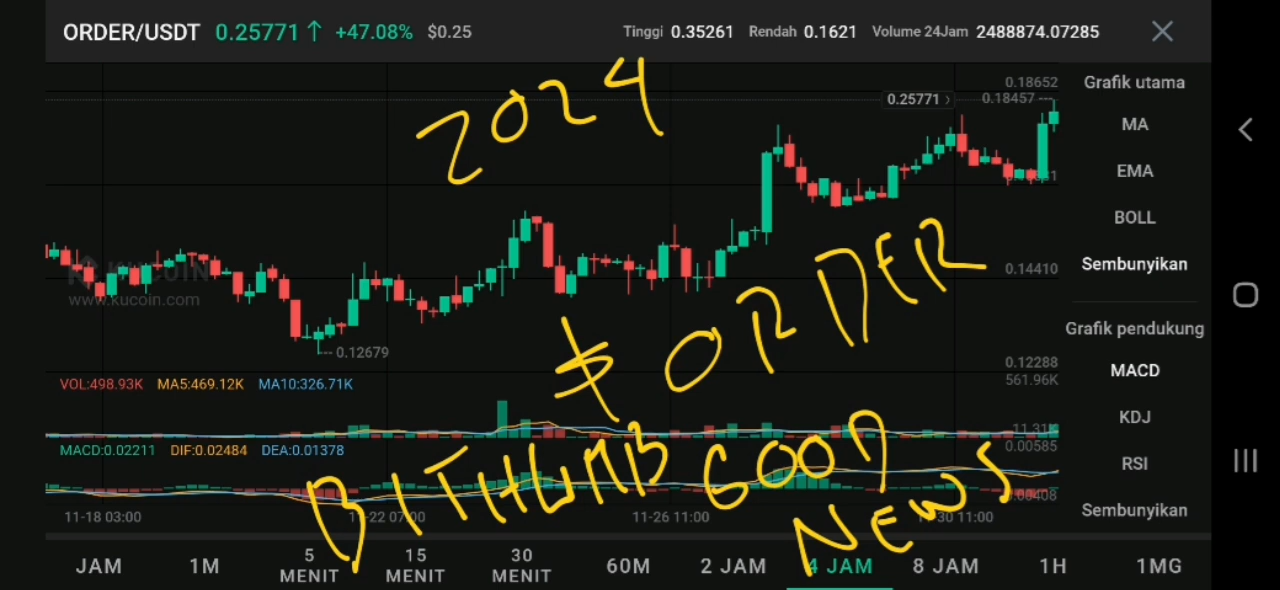 ORDER/USDT 0.25771↑ +47.08% $0.25 Tinggi 0.35261 Rendah 0.1621 Volume 24Jam 2488874.07285
2024
0.18652
0.25771 0.18457
Grafik utama
MA
EMA
BOLL
Sembunyikan
$ ORDER
KUCOIN
www.kucoin.com
0.14410
0.12679
0.12288
561.96K
Grafik pendukung
MACD
KDJ
RSI
Sembunyikan
VOL:498.93K MA5:469.12K MA10:326.71K
11.31K
0.00585
MACD:0.02211 DIF:0.02484 DEA:0.01378
BITHUMB GOOD
NEWS
11-18 03:00 11-22 07:00 11-26 11:00 11-30 11:00
JAM 1M 5 MENIT 15 MENIT 30 MENIT 60M 2 JAM 4 JAM 8 JAM 1H 1MG